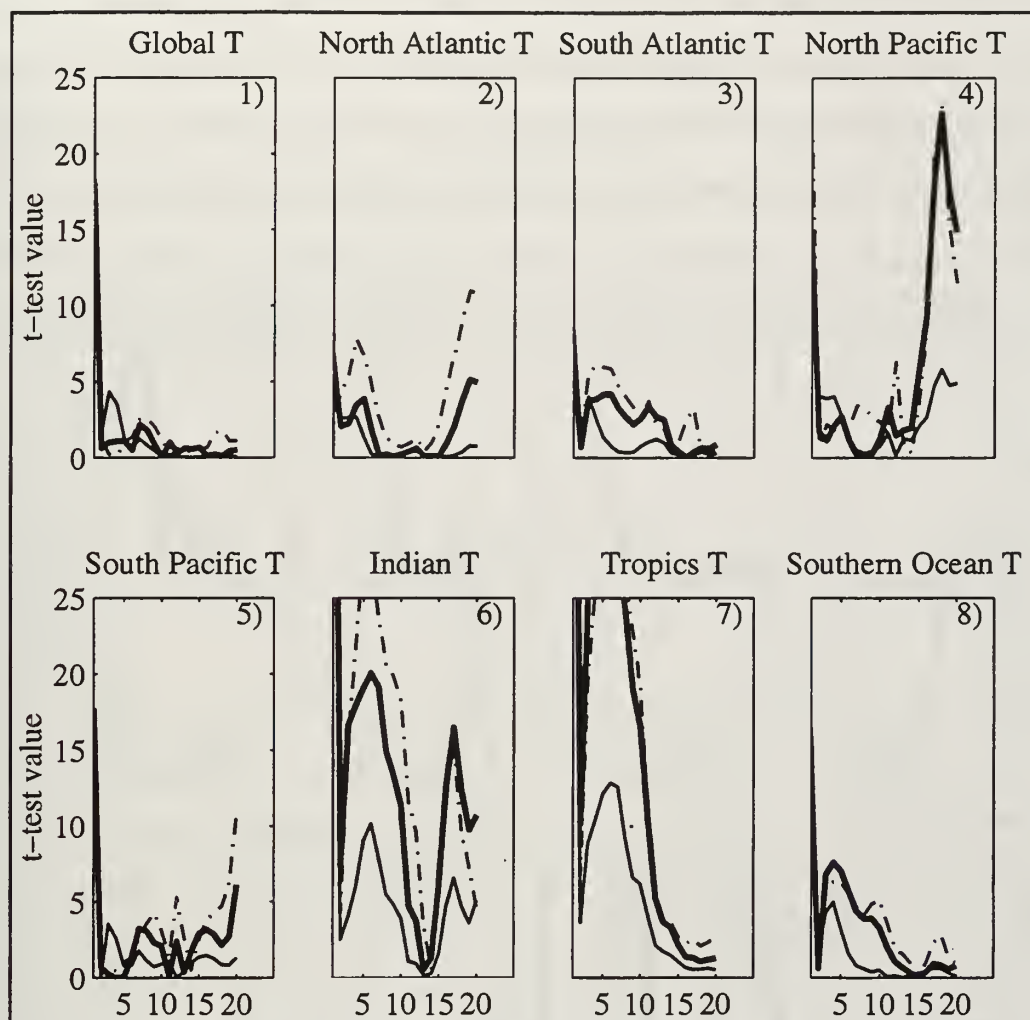 Global T North Atlantic T South Atlantic T North Pacific T
25 1) 2) 3) 4)
20
15
10
5
0
t–test value
South Pacific T Indian T Tropics T Southern Ocean T
25 5) 6) 7) 8)
20
15
10
5
0
t–test value
5 10 15 20 5 10 15 20 5 10 15 20 5 10 15 20